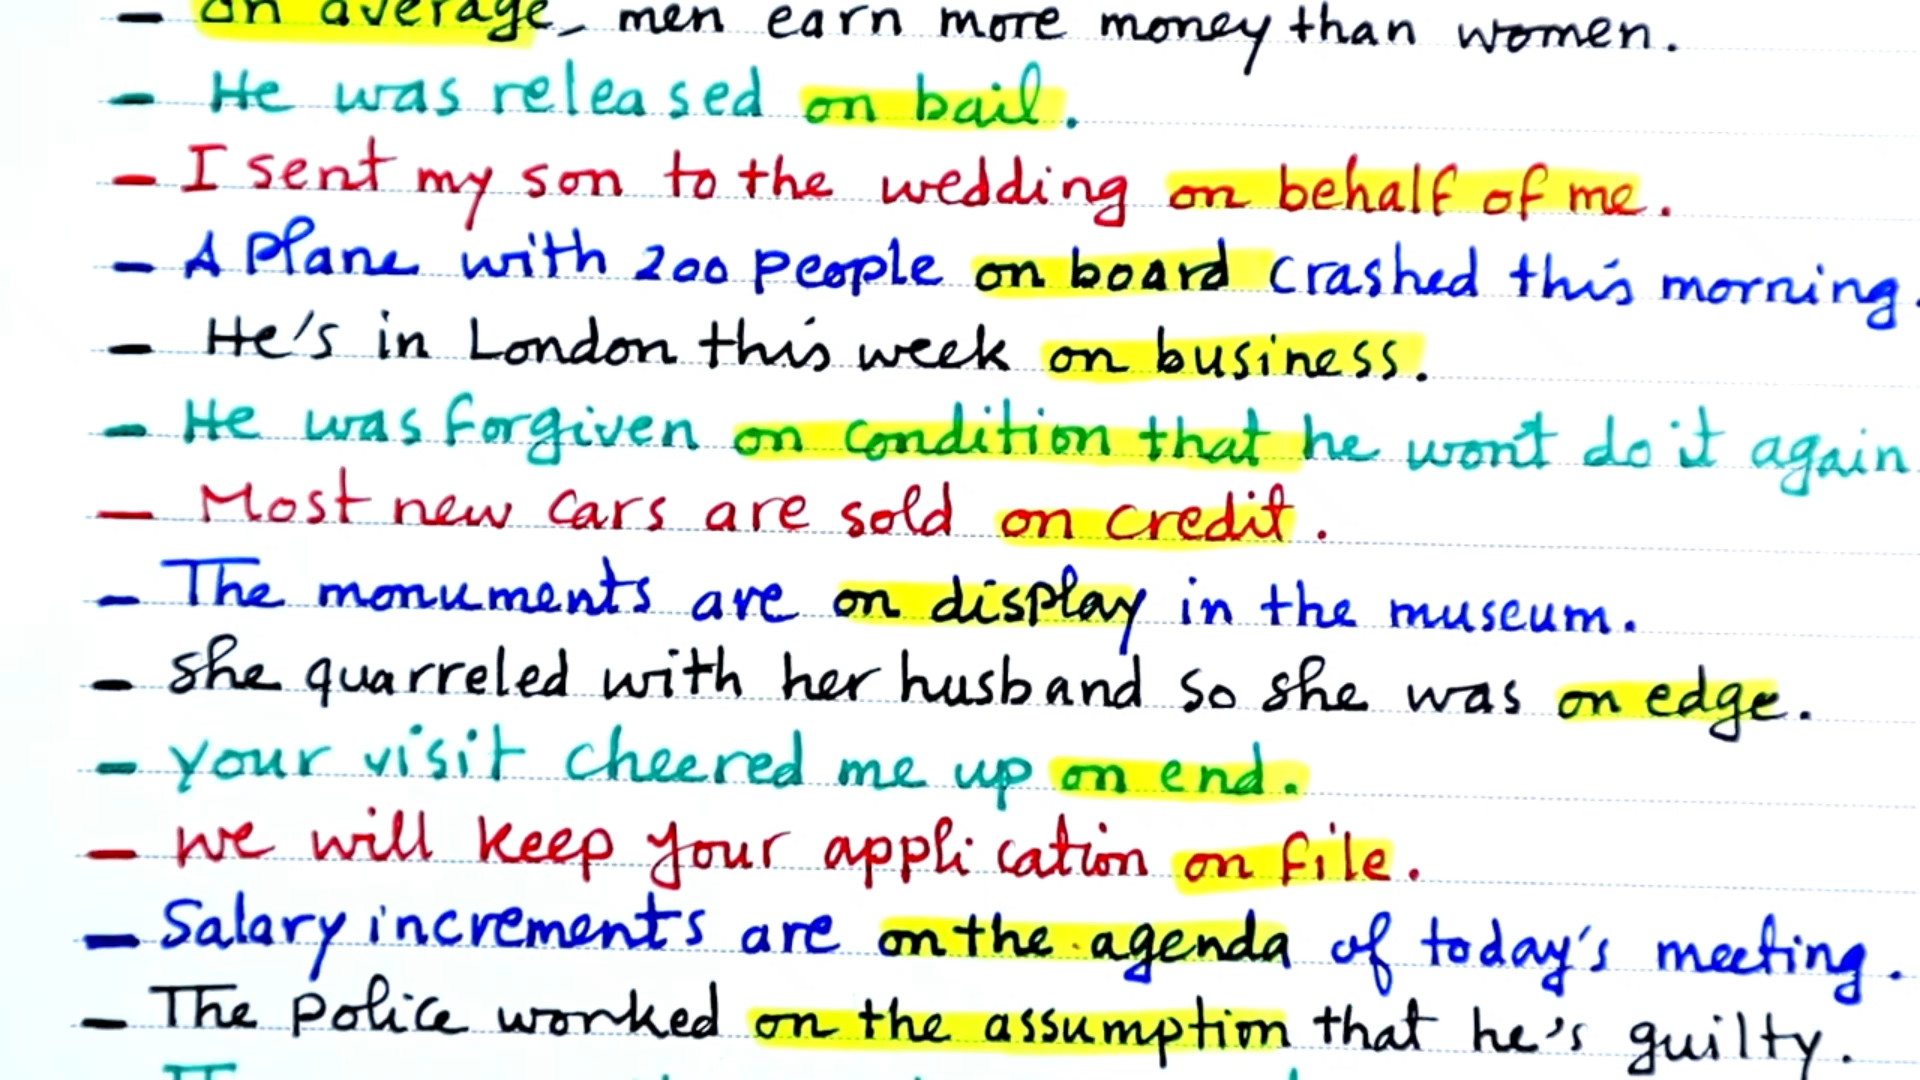 - on average, men earn more money than women.
- He was released on bail.
- I sent my son to the wedding on behalf of me.
- A plane with 200 people on board crashed this morning.
- He's in London this week on business.
- He was forgiven on condition that he won't do it again
- Most new cars are sold on credit.
- The monuments are on display in the museum.
- She quarreled with her husband so she was on edge.
- your visit cheered me up on end.
- we will keep your application on file.
- Salary increments are on the agenda of today's meeting.
- The police worked on the assumption that he's guilty.